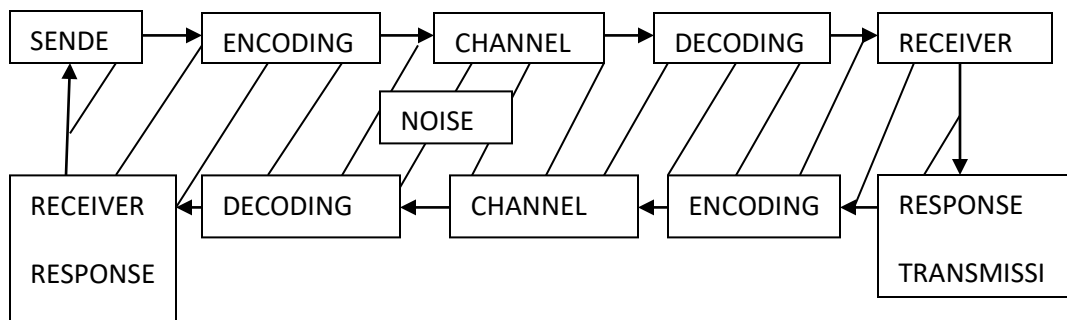 SENDE
ENCODING
CHANNEL
DECODING
RECEIVER
NOISE
RECEIVER
RESPONSE
DECODING
CHANNEL
ENCODING
RESPONSE
TRANSMISSI